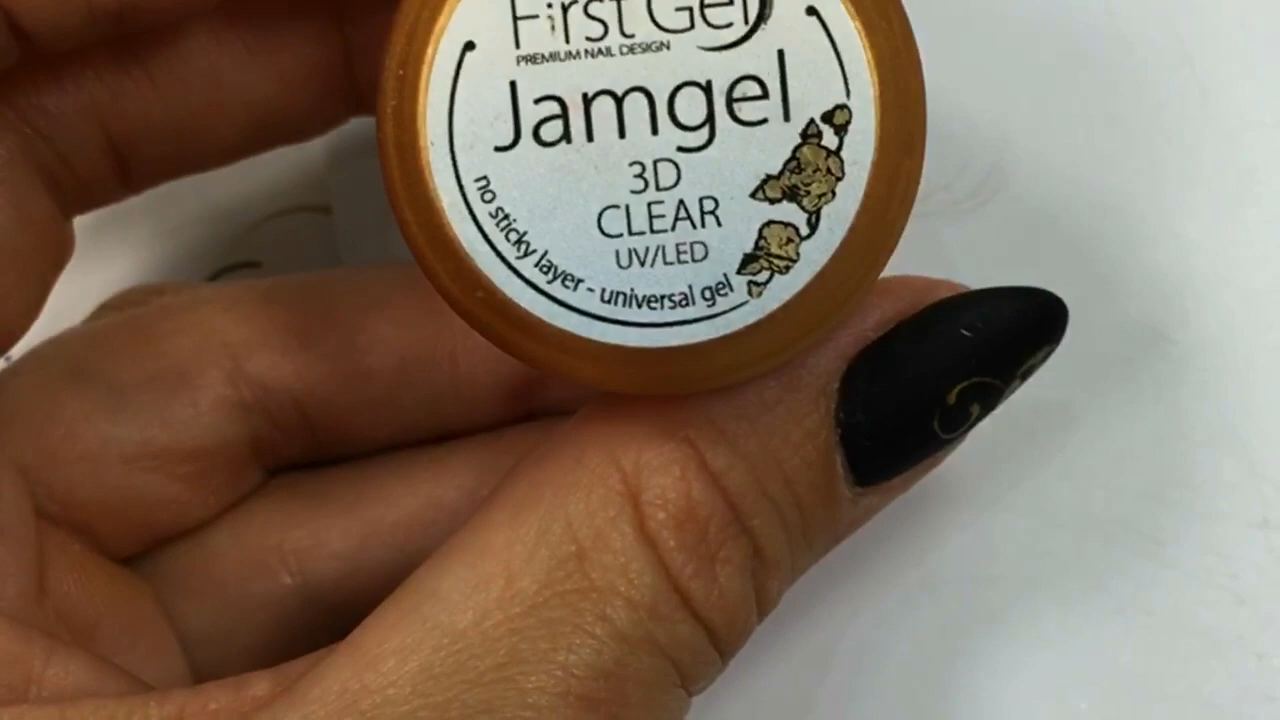 First Gel
PREMIUM NAIL DESIGN
Jamgel
3D
CLEAR
UV/LED
no sticky layer - universal gel